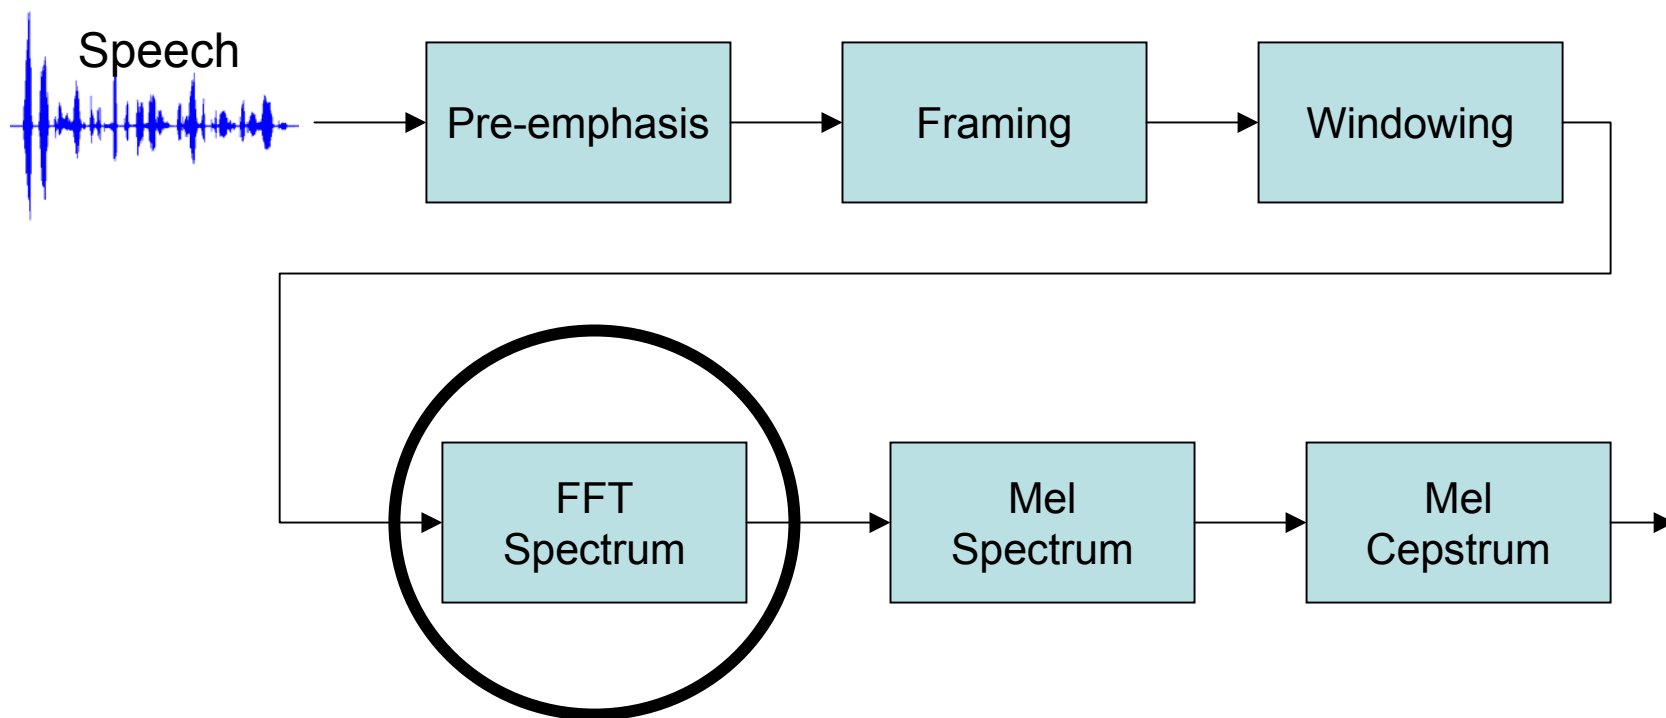 Speech
Pre-emphasis
Framing
Windowing
FFT
Spectrum
Mel
Spectrum
Mel
Cepstrum